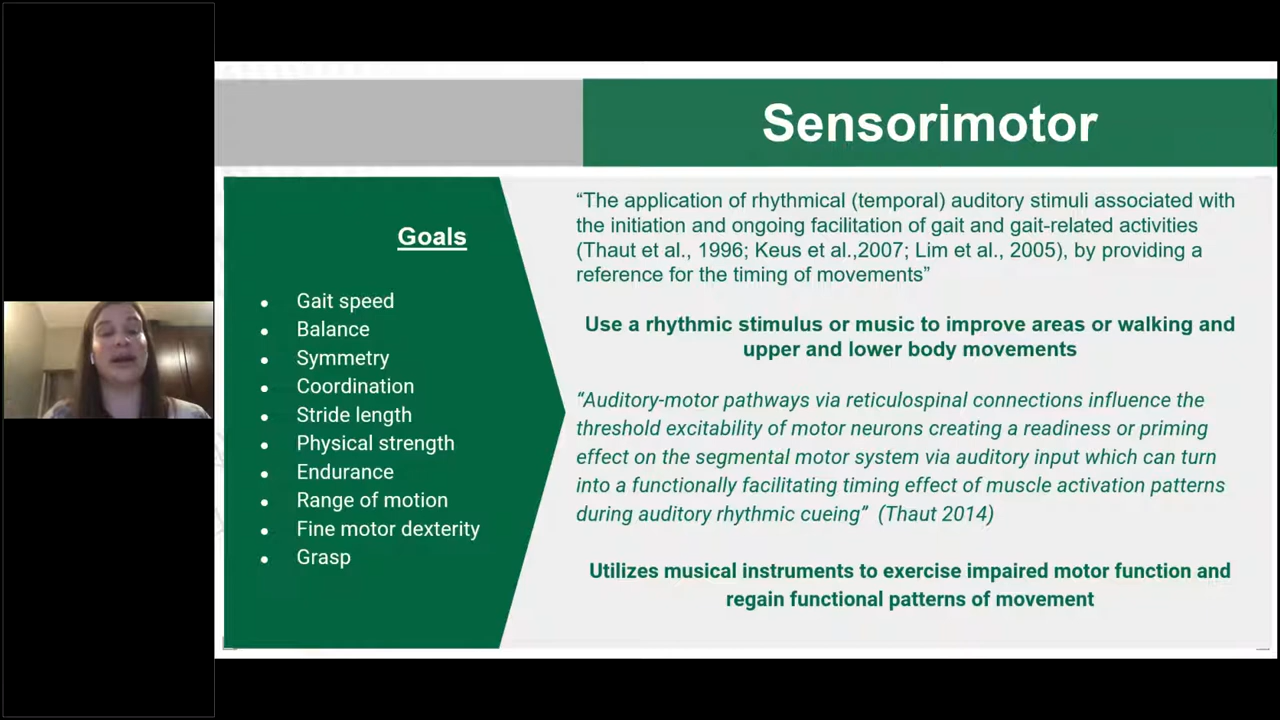 Sensorimotor
Goals
Gait speed
Balance
Symmetry
Coordination
Stride length
Physical strength
Endurance
Range of motion
Fine motor dexterity
Grasp
“The application of rhythmical (temporal) auditory stimuli associated with
the initiation and ongoing facilitation of gait and gait-related activities
(Thaut et al., 1996; Keus et al.,2007; Lim et al., 2005), by providing a
reference for the timing of movements”
Use a rhythmic stimulus or music to improve areas or walking and
upper and lower body movements
“Auditory-motor pathways via reticulospinal connections influence the
threshold excitability of motor neurons creating a readiness or priming
effect on the segmental motor system via auditory input which can turn
into a functionally facilitating timing effect of muscle activation patterns
during auditory rhythmic cueing” (Thaut 2014)
Utilizes musical instruments to exercise impaired motor function and
regain functional patterns of movement